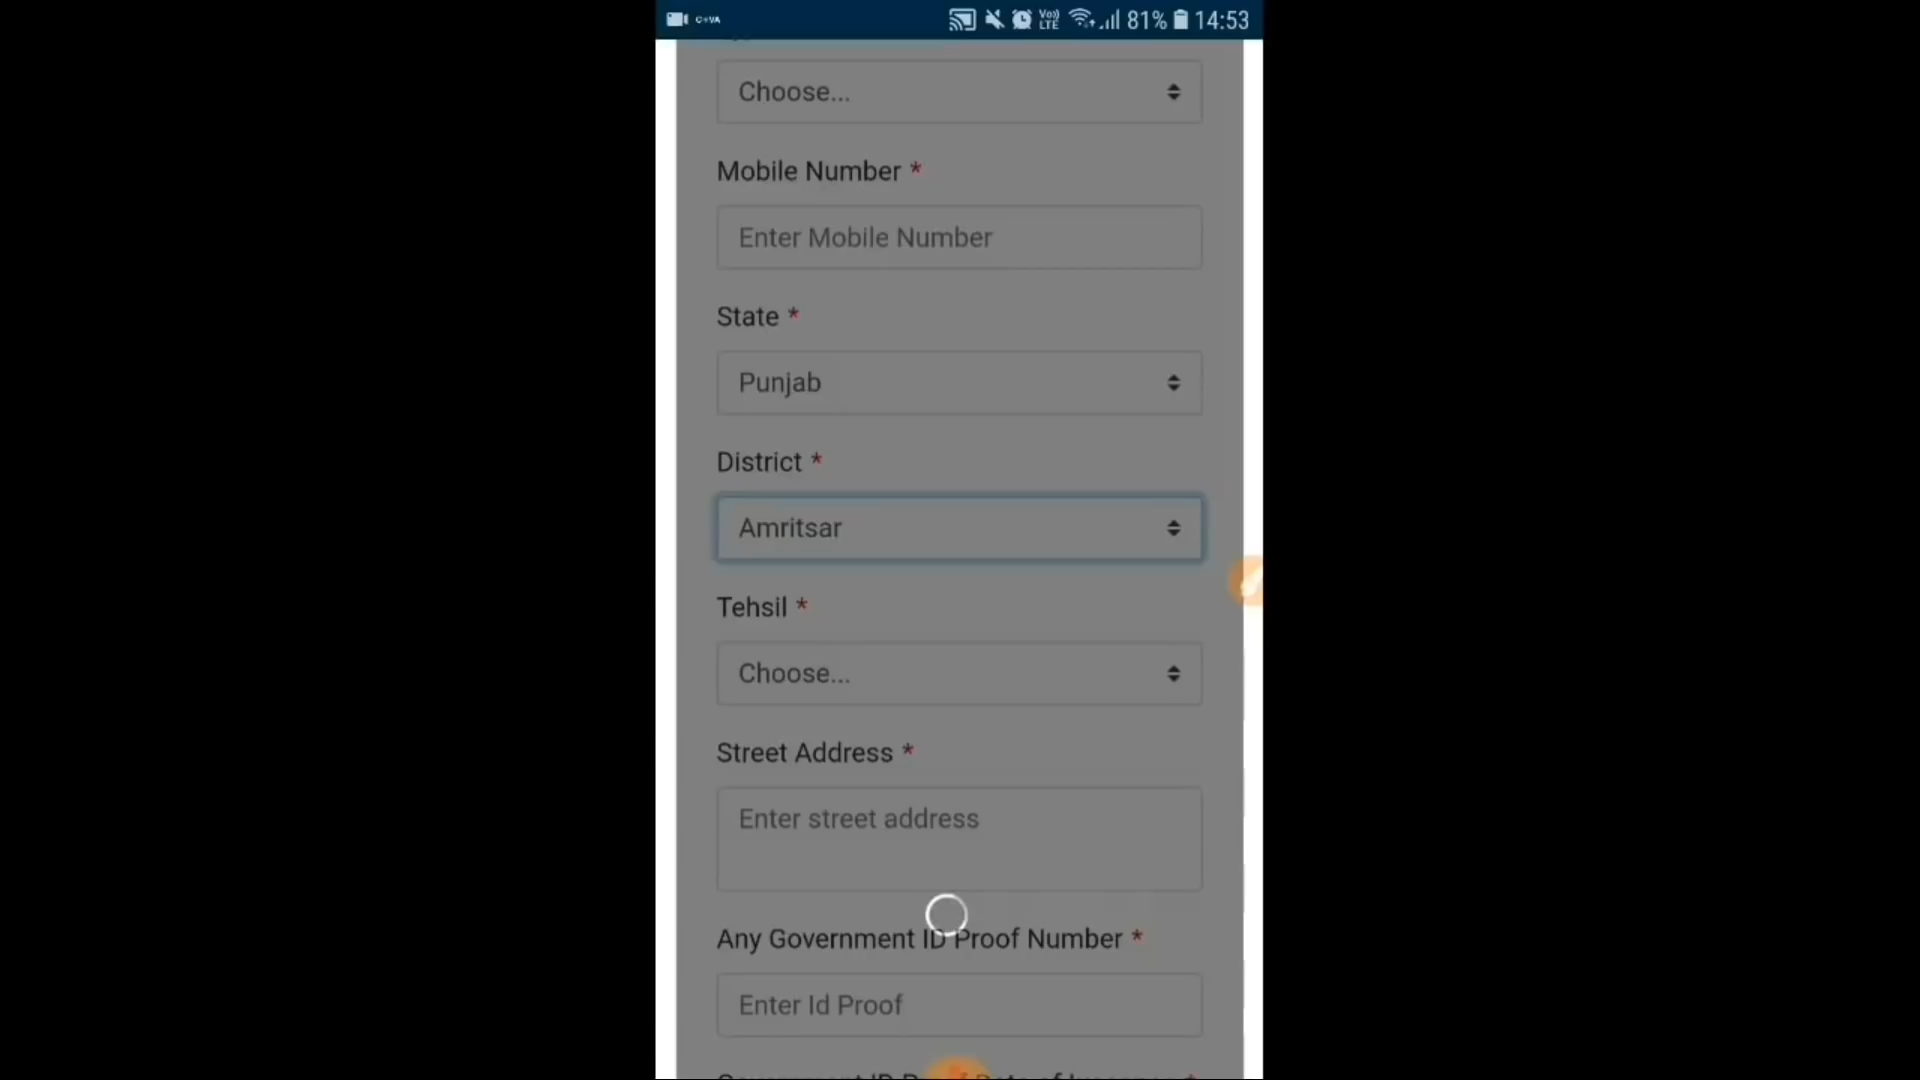 81% 14:53
Choose...
Mobile Number *
Enter Mobile Number
State *
Punjab
District *
Amritsar
Tehsil *
Choose...
Street Address *
Enter street address
Any Government ID Proof Number *
Enter Id Proof